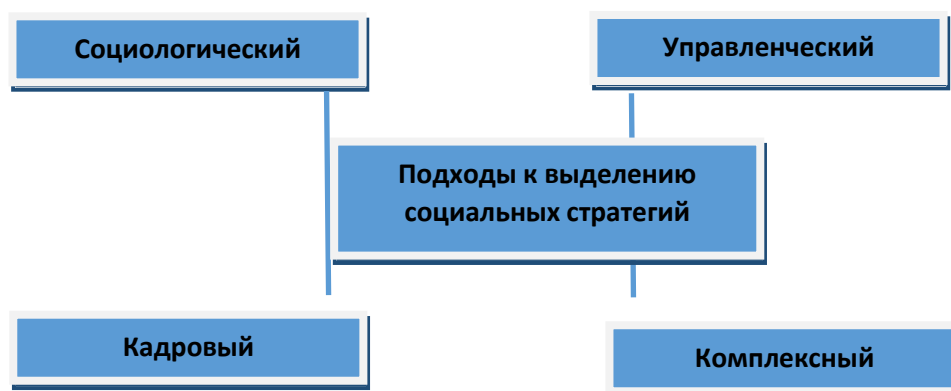 Социологический
Управленческий
Подходы к выделению
социальных стратегий
Кадровый
Комплексный